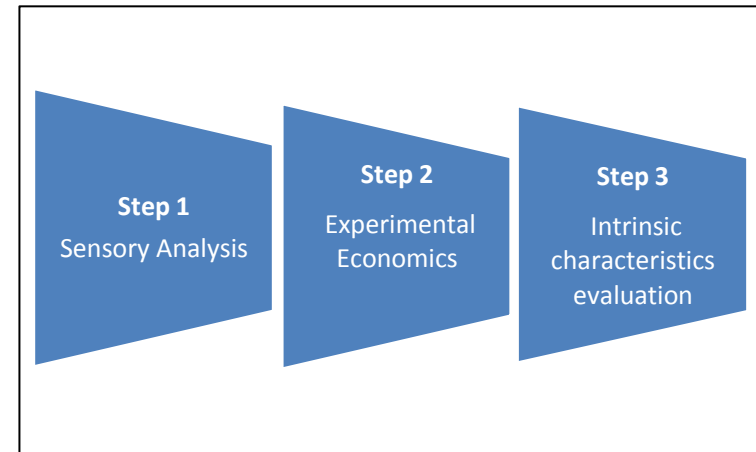 Step 1
Sensory Analysis
Step 2
Experimental
Economics
Step 3
Intrinsic
characteristics
evaluation